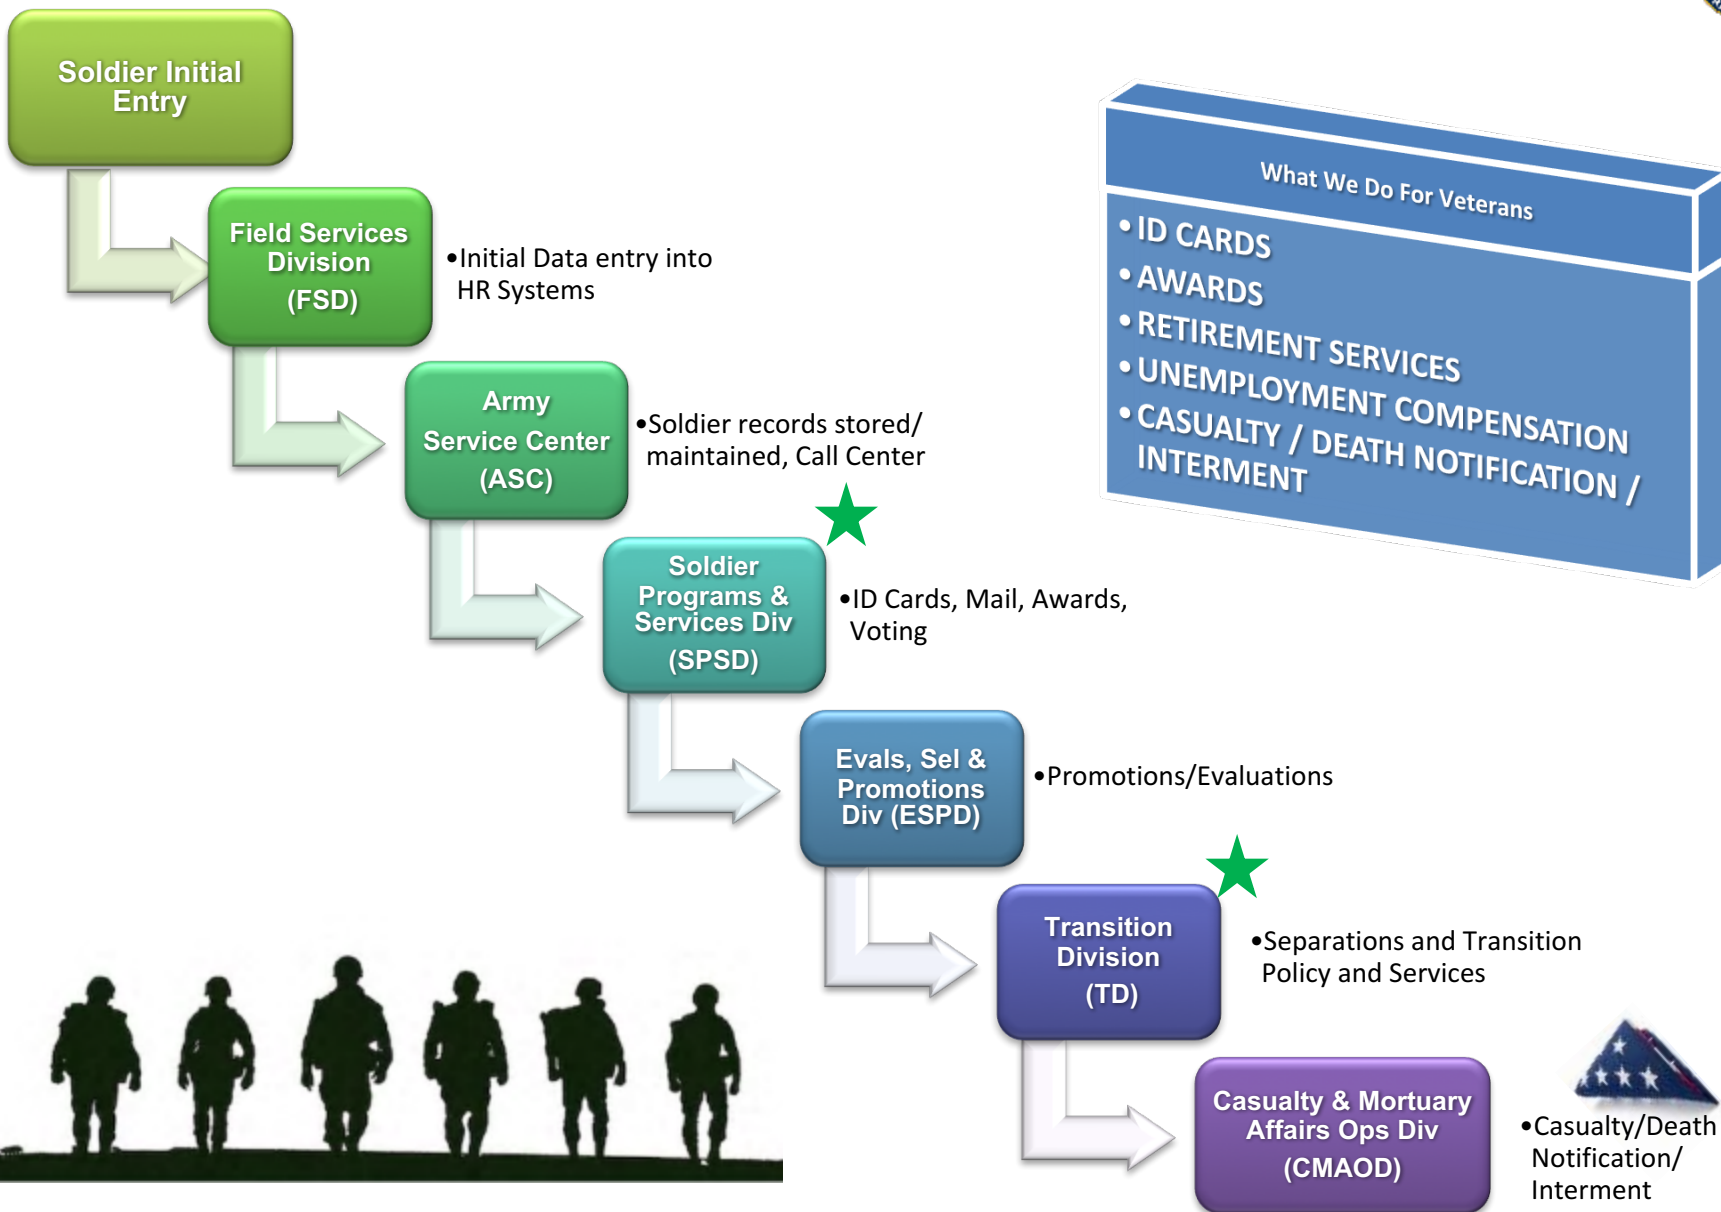 Soldier Initial
Entry
Field Services
Division
(FSD)
•Initial Data entry into
HR Systems
Army
Service Center
(ASC)
•Soldier records stored/
maintained, Call Center
Soldier
Programs &
Services Div
(SPSD)
•ID Cards, Mail, Awards,
Voting
Evals, Sel &
Promotions
Div (ESPD)
•Promotions/Evaluations
Transition
Division
(TD)
•Separations and Transition
Policy and Services
Casualty & Mortuary
Affairs Ops Div
(CMAOD)
•Casualty/Death
Notification/
Interment
What We Do For Veterans
• ID CARDS
• AWARDS
• RETIREMENT SERVICES
• UNEMPLOYMENT COMPENSATION
• CASUALTY / DEATH NOTIFICATION /
INTERMENT